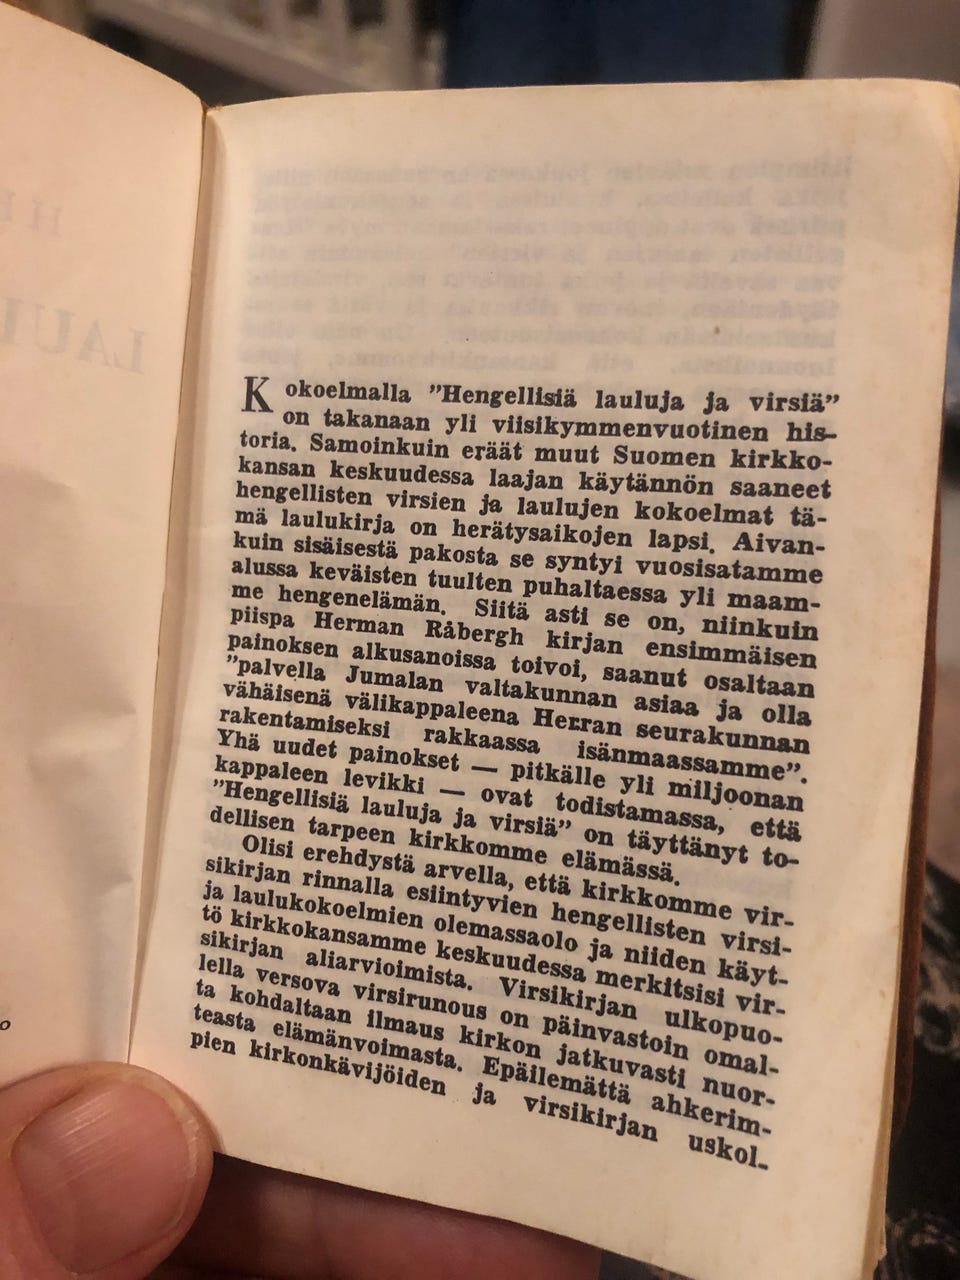 LAUL
o
Kokoelmalla ”Hengellisiä lauluja ja virsiä”
on takanaan yli viisikymmenvuotinen his-
toria. Samoinkuin eräät muut Suomen kirkko-
kansan keskuudessa laajan käytännön saaneet
hengellisten virsien ja laulujen kokoelmat tä-
mä laulukirja on herätysaikojen lapsi. Aivan-
kuin sisäisestä pakosta se syntyi vuosisatamme
alussa keväisten tuulten puhaltaessa yli maam-
me hengenelämän. Siitä asti se on, niinkuin
piispa Herman Råbergh kirjan ensimmäisen
painoksen alkusanoissa toivoi, saanut osaltaan
”palvella Jumalan valtakunnan asiaa ja olla
vähäisenä välikappaleena Herran seurakunnan
rakentamiseksi rakkaassa isänmaassamme”.
Yhä uudet painokset — pitkälle yli miljoonan
kappaleen levikki — ovat todistamassa, että
”Hengellisiä lauluja ja virsiä” on täyttänyt to-
dellisen tarpeen kirkkomme elämässä.
Olisi erehdystä arvella, että kirkkomme vir-
sikirjan rinnalla esiintyvien hengellisten virsi-
ja laulukokoelmien olemassaolo ja niiden käyt-
tö kirkkokansamme keskuudessa merkitsisi vir-
sikirjan aliarvioimista. Virsikirjan ulkopuo-
lella versova virsirunous on päinvastoin omal-
ta kohdaltaan ilmaus kirkon jatkuvasti nuor-
teasta elämänvoimasta. Epäilemättä ahkerim-
pien kirkonkävijöiden ja virsikirjan uskol-